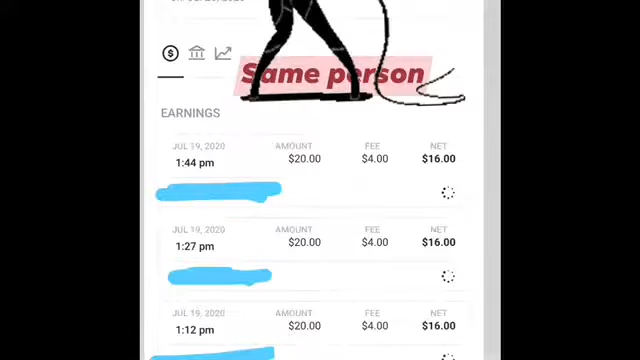 Same person
EARNINGS
JUL 19, 2020 AMOUNT FEE NET
1:44 pm $20.00 $4.00 $16.00
JUL 19, 2020 AMOUNT FEE NET
1:27 pm $20.00 $4.00 $16.00
JUL 19, 2020 AMOUNT FEE NET
1:12 pm $20.00 $4.00 $16.00